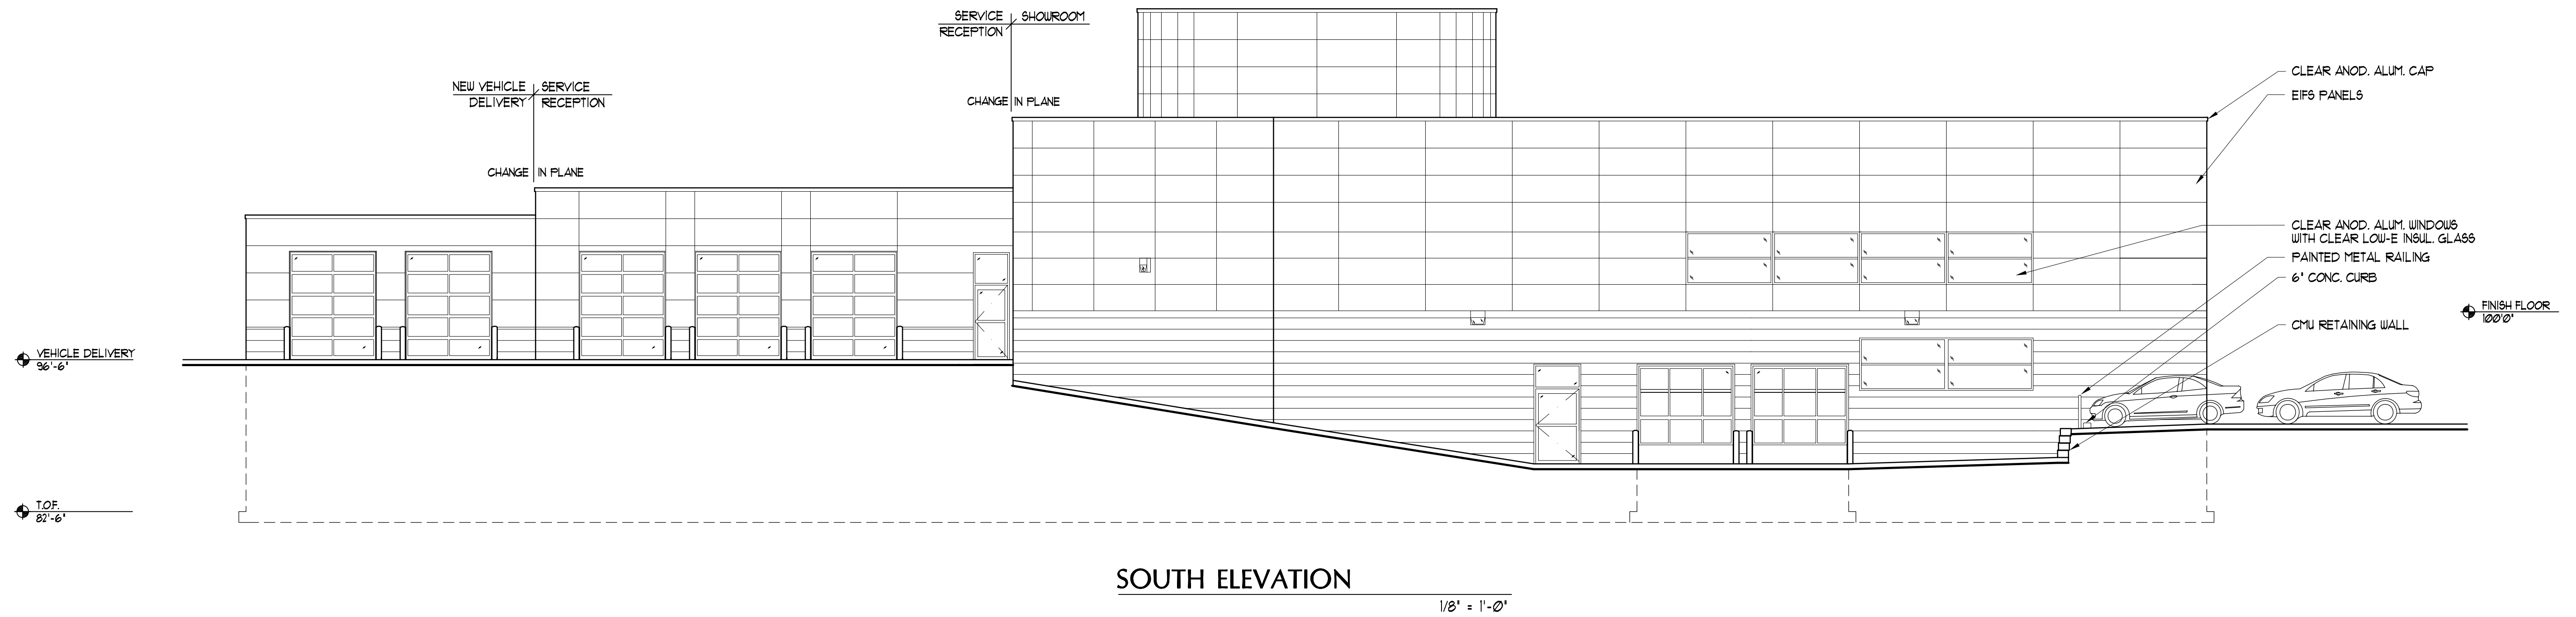 SERVICE SHOWROOM
RECEPTION
NEW VEHICLE SERVICE
DELIVERY RECEPTION
CHANGE IN PLANE
CHANGE IN PLANE
CLEAR ANOD. ALUM. CAP
EIFS PANELS
CLEAR ANOD. ALUM. WINDOWS
WITH CLEAR LOW-E INSUL. GLASS
PAINTED METAL RAILING
6" CONC. CURB
CMU RETAINING WALL
FINISH FLOOR
100'0"
VEHICLE DELIVERY
96'-6"
T.O.F.
82'-6"
SOUTH ELEVATION
1/8" = 1'-0"